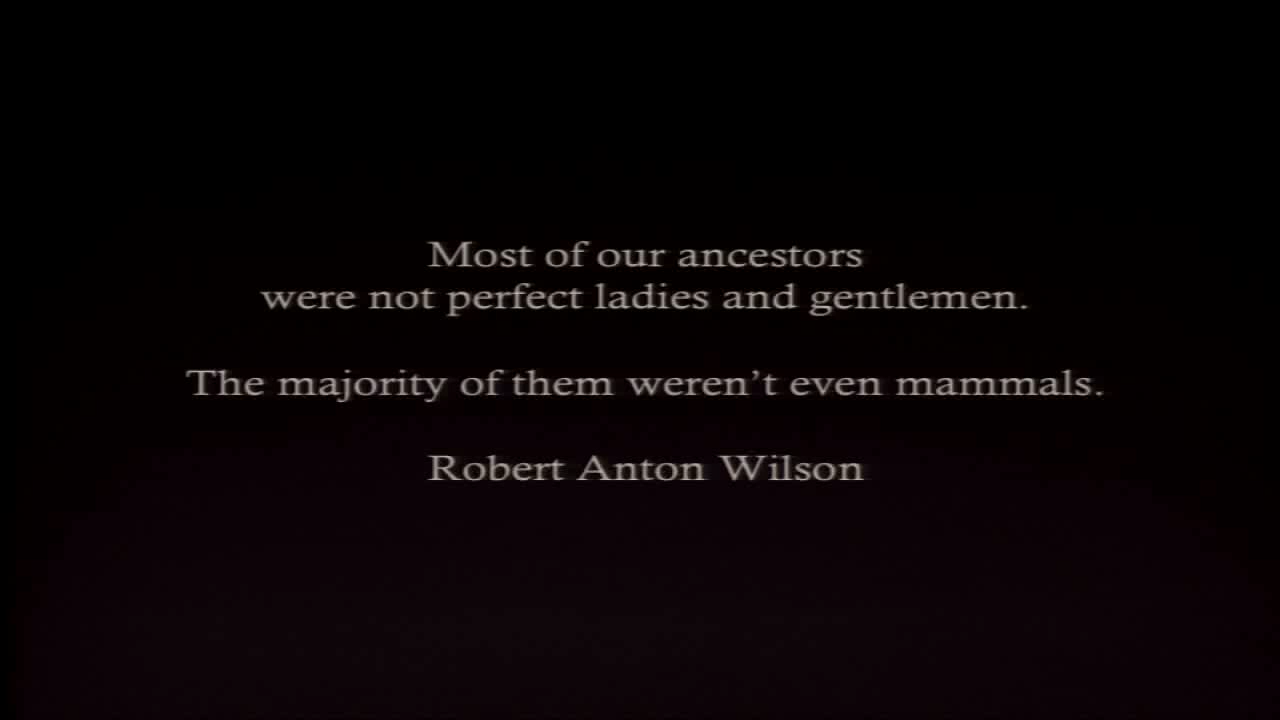 Most of our ancestors
were not perfect ladies and gentlemen.
The majority of them weren’t even mammals.
Robert Anton Wilson